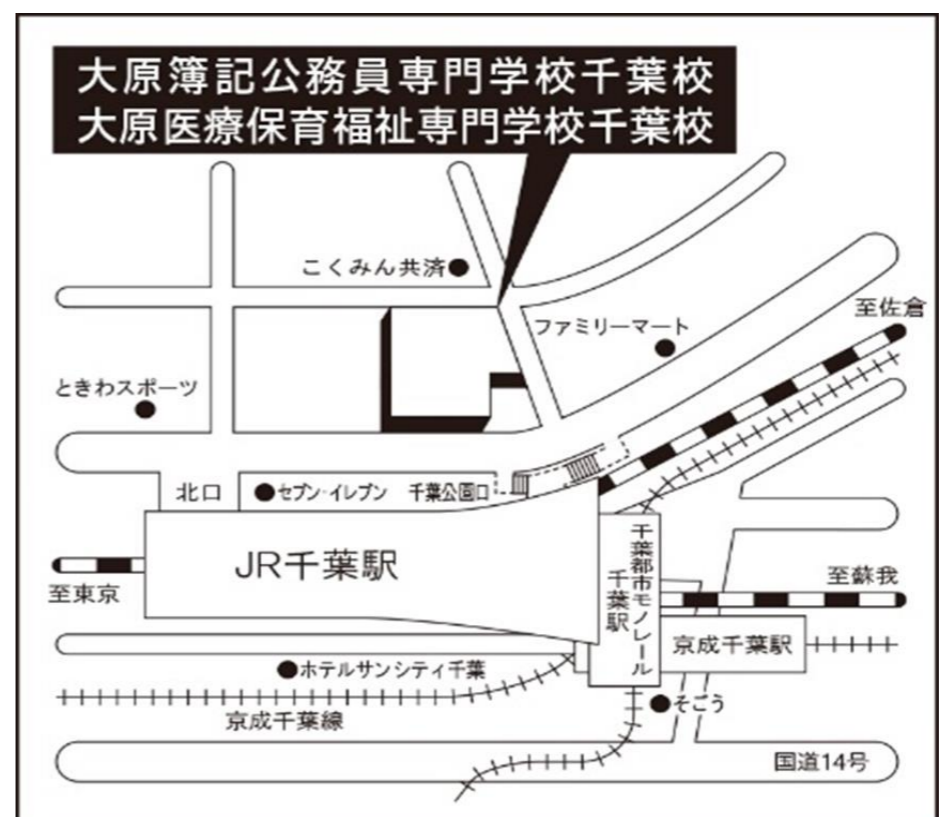 大原簿記公務員専門学校千葉校
大原医療保育福祉専門学校千葉校
こくみん共済
ファミリーマート
至佐倉
ときわスポーツ
北口
セブン-イレブン
千葉公園口
JR千葉駅
千葉都市モノレール
千葉駅
至東京
至蘇我
京成千葉駅
ホテルサンシティ千葉
そごう
京成千葉線
国道14号